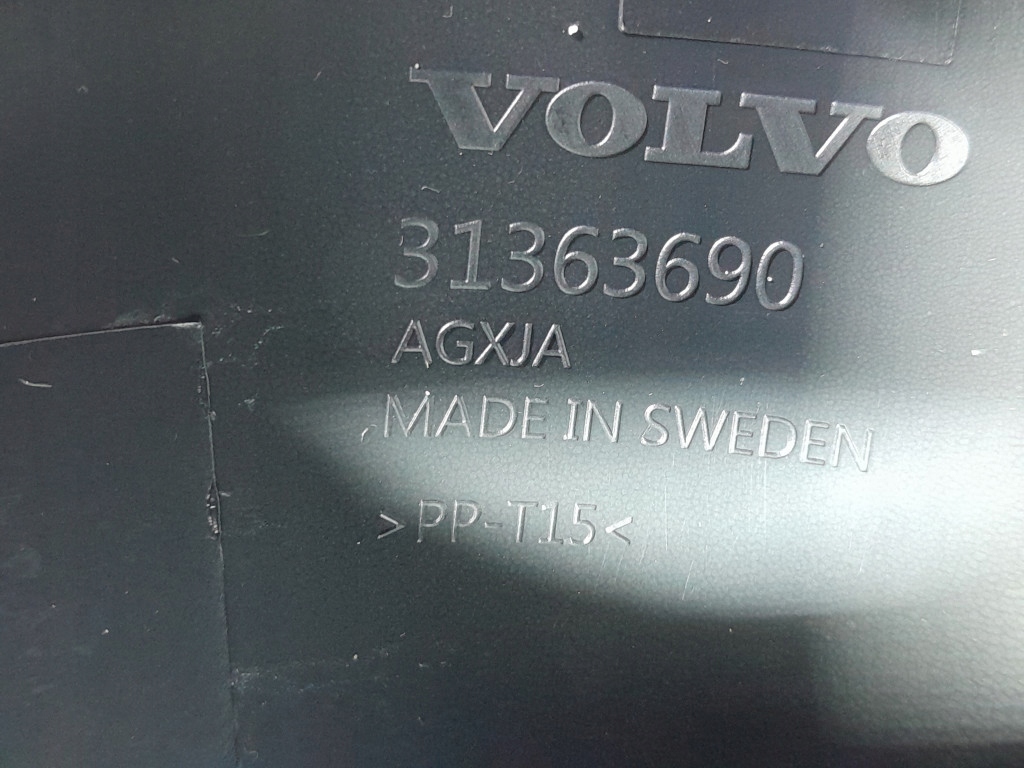 VOLVO
31363690
AGXJA
MADE IN SWEDEN
>PP-T15<